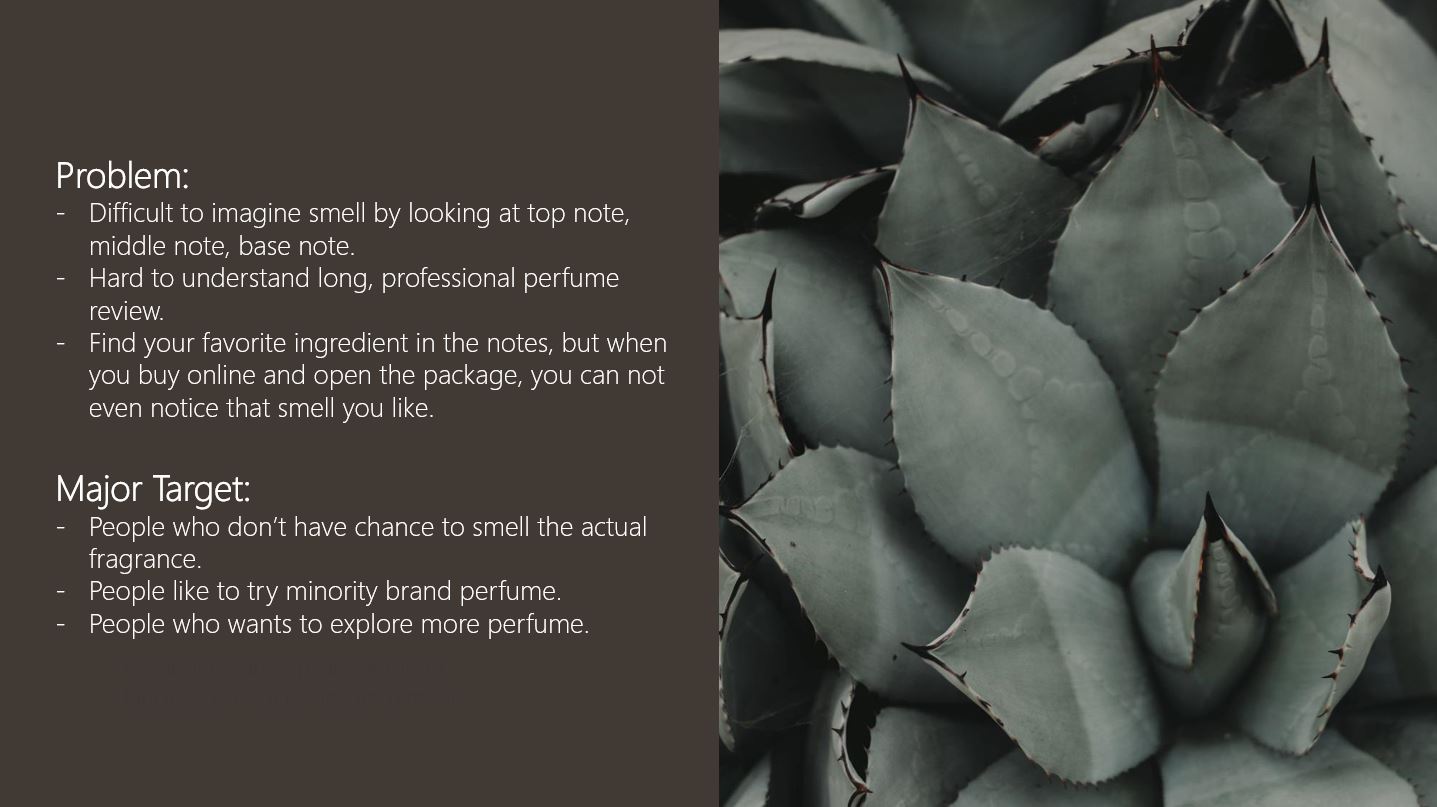 Problem:
- Difficult to imagine smell by looking at top note,
middle note, base note.
- Hard to understand long, professional perfume
review.
- Find your favorite ingredient in the notes, but when
you buy online and open the package, you can not
even notice that smell you like.
Major Target:
- People who don’t have chance to smell the actual
fragrance.
- People like to try minority brand perfume.
- People who wants to explore more perfume.